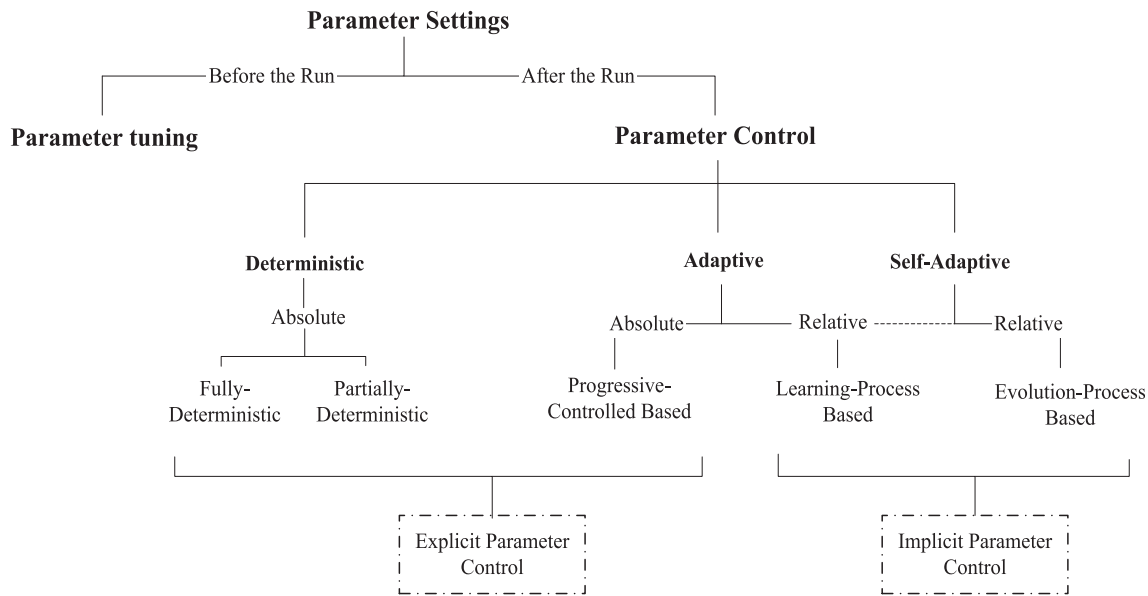 Parameter Settings
Before the Run
After the Run
Parameter tuning
Parameter Control
Deterministic
Adaptive
Self-Adaptive
Absolute
Absolute
Relative
Relative
Fully-
Deterministic
Partially-
Deterministic
Progressive-
Controlled Based
Learning-Process
Based
Evolution-Process
Based
Explicit Parameter
Control
Implicit Parameter
Control